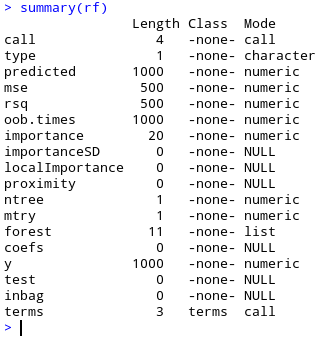 > summary(rf)
                Length Class  Mode
call               4   -none- call
type               1   -none- character
predicted       1000   -none- numeric
mse              500   -none- numeric
rsq              500   -none- numeric
oob.times       1000   -none- numeric
importance        20   -none- numeric
importanceSD       0   -none- NULL
localImportance    0   -none- NULL
proximity          0   -none- NULL
ntree              1   -none- numeric
mtry               1   -none- numeric
forest            11   -none- list
coefs              0   -none- NULL
y               1000   -none- numeric
test               0   -none- NULL
inbag              0   -none- NULL
terms              3   terms  call
>